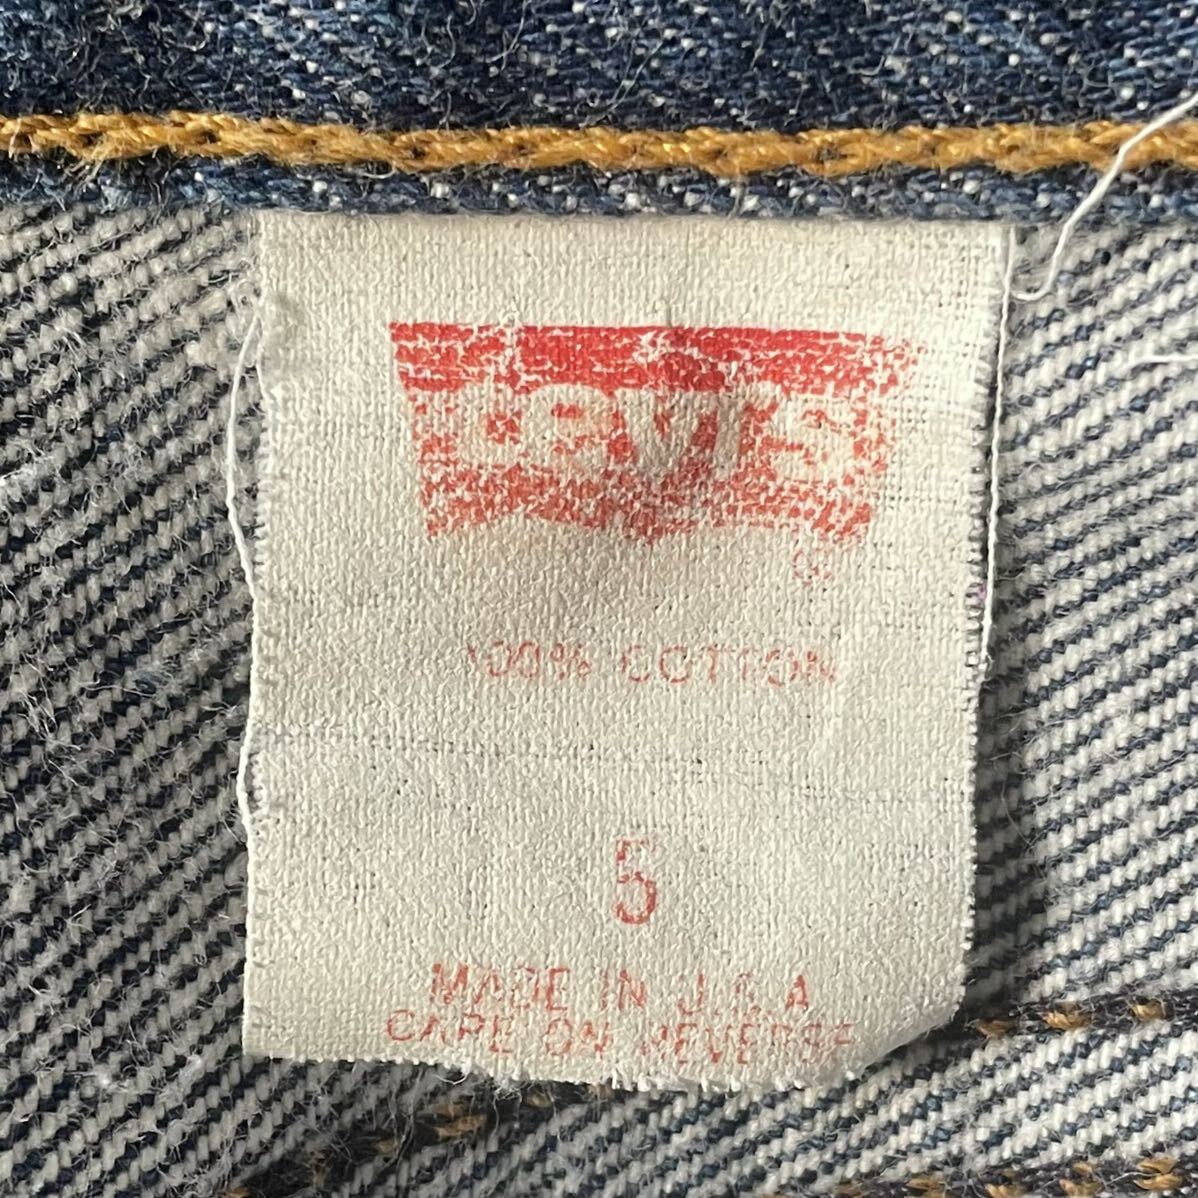 Levi's
®
100% COTTON
5
MADE IN U.S.A
CARE ON REVERSE